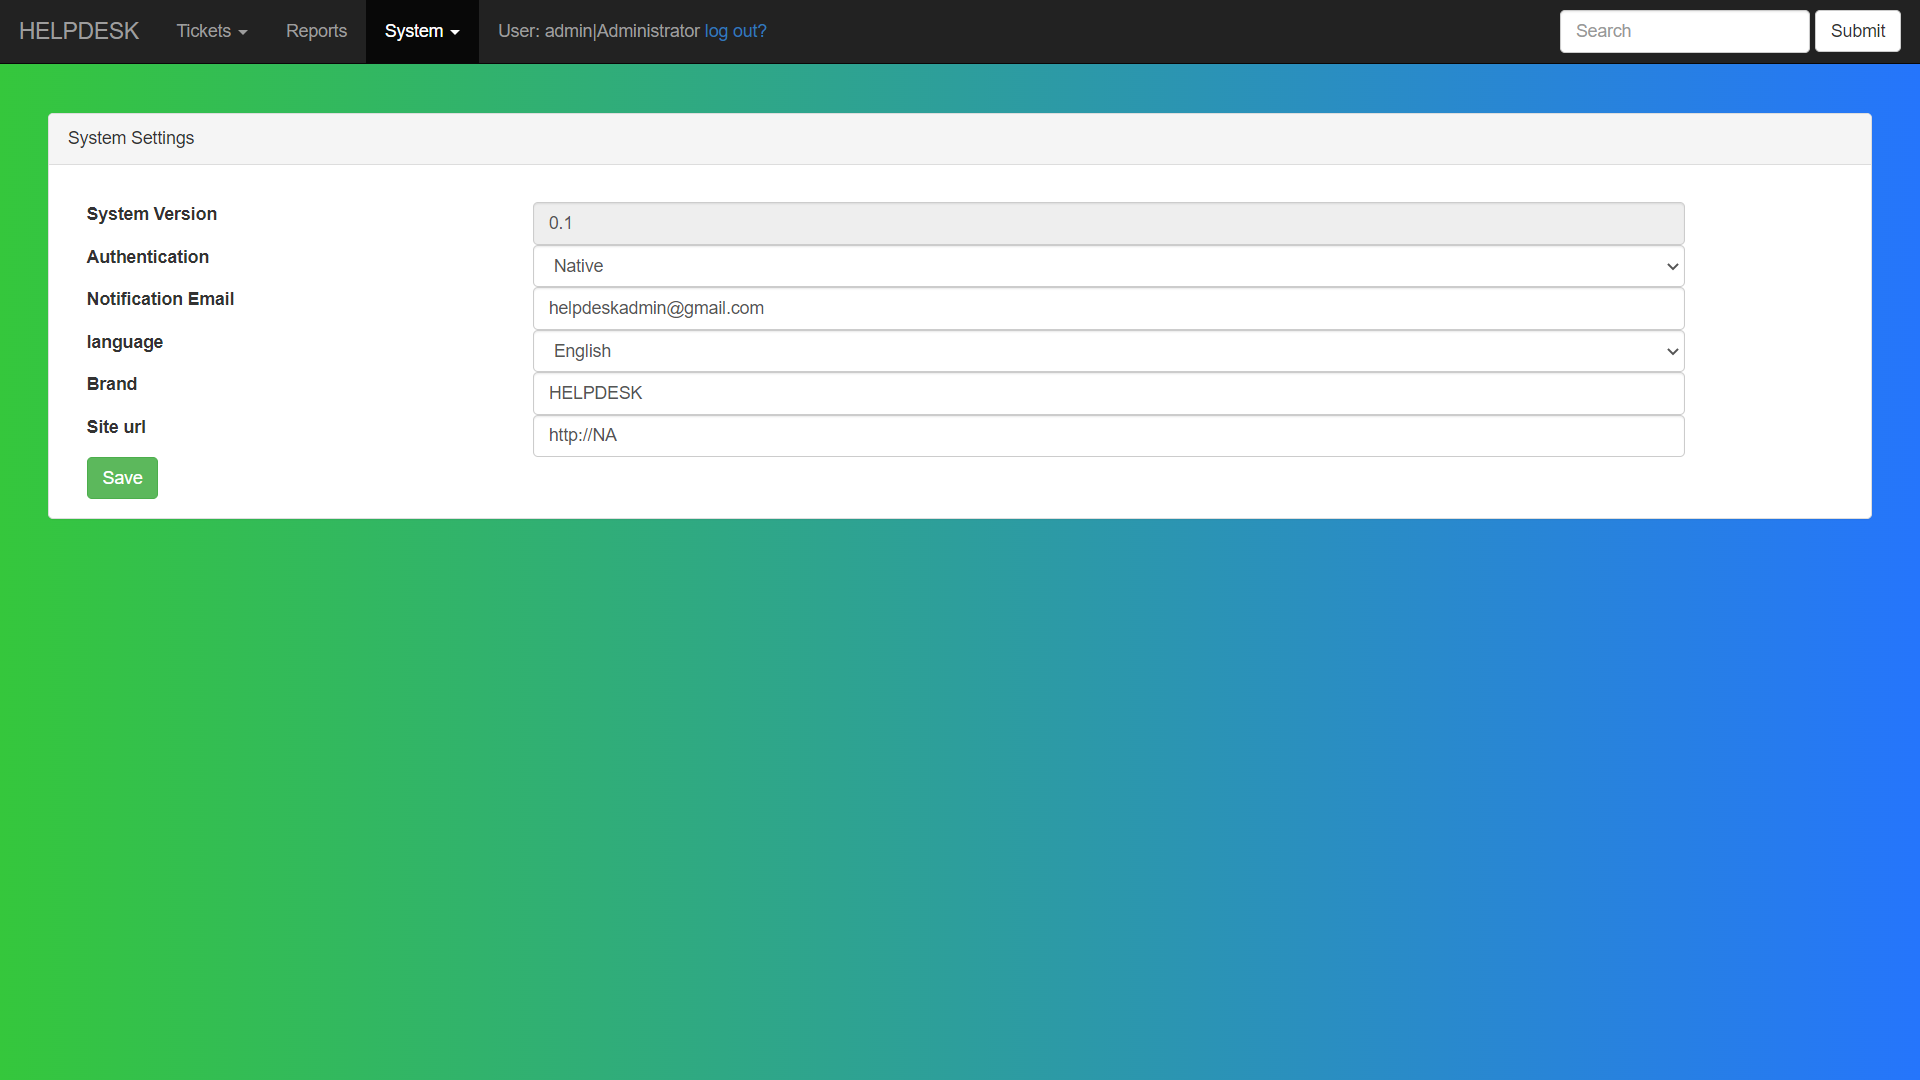 HELPDESK Tickets Reports System User: admin|Administrator log out? Search Submit
System Settings
System Version 0.1
Authentication Native
Notification Email helpdeskadmin@gmail.com
language English
Brand HELPDESK
Site url http://NA
Save